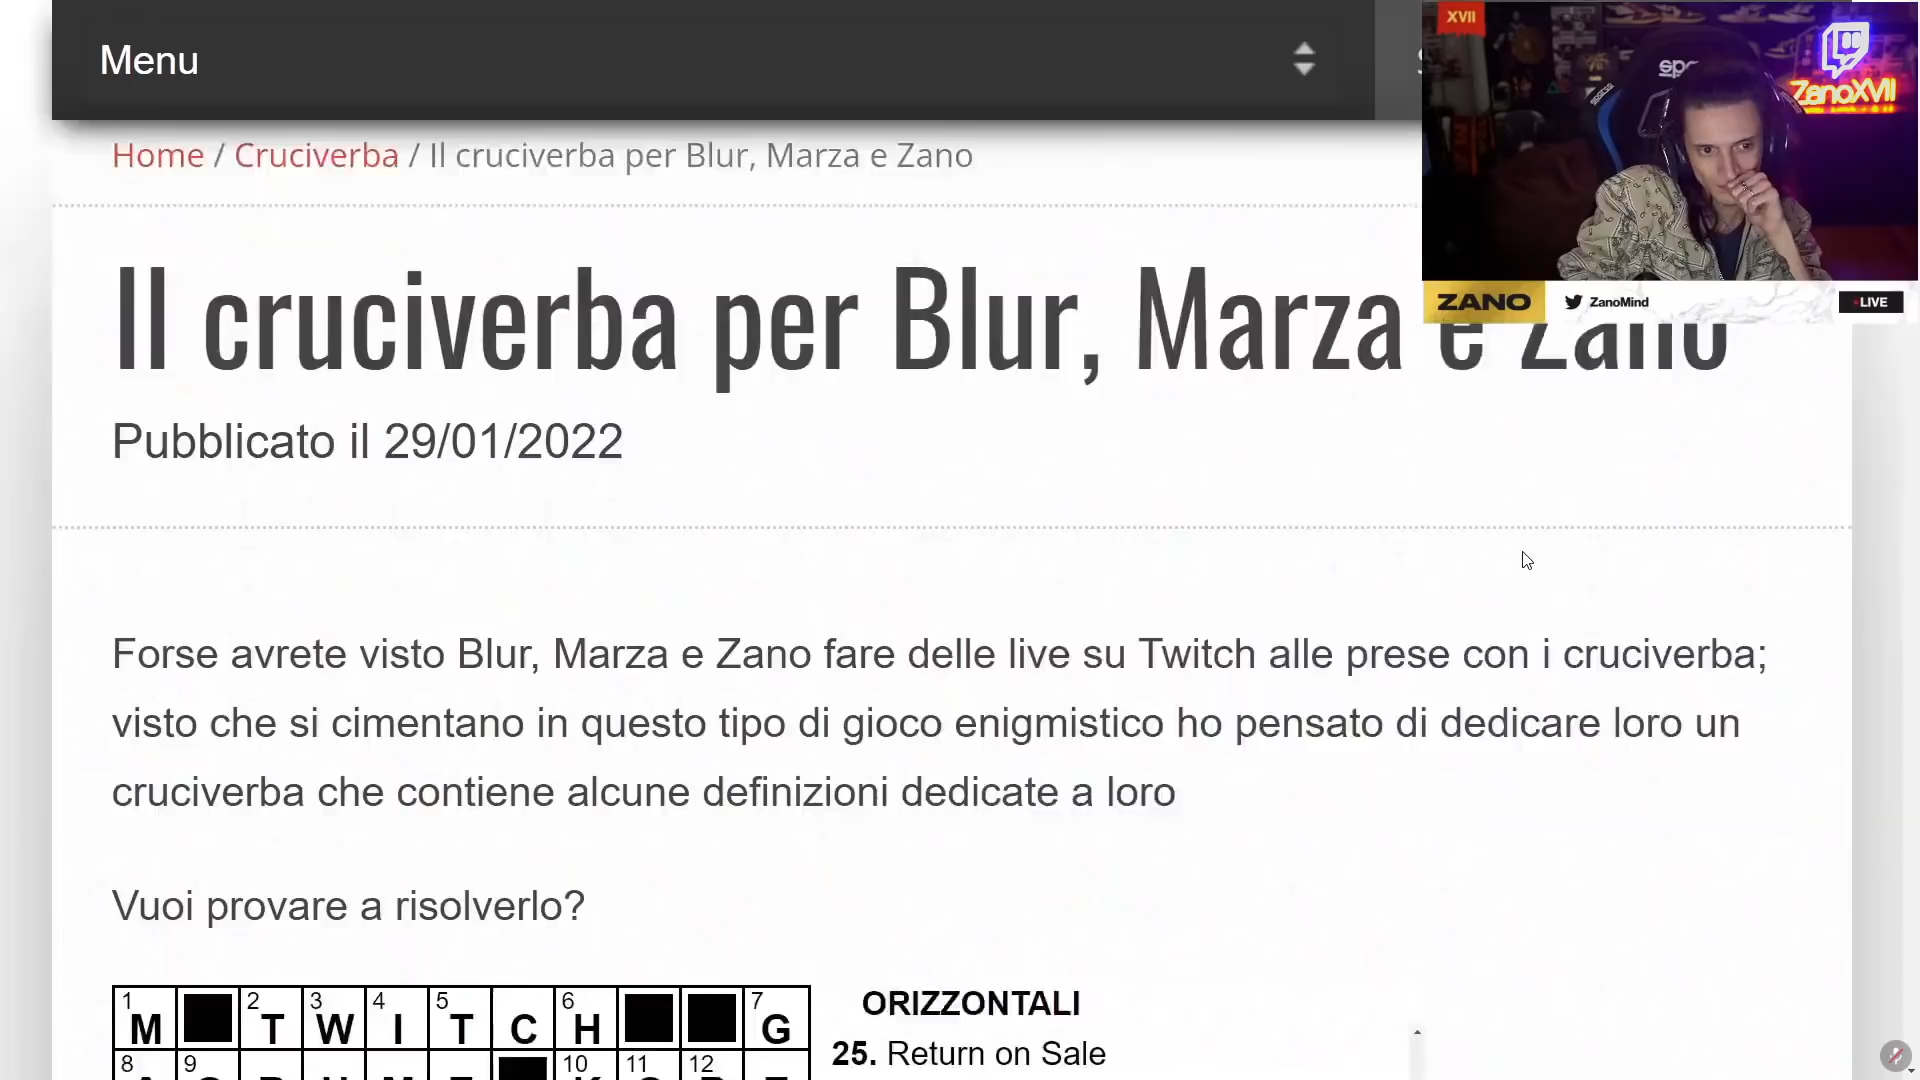 Menu
XVII
ZanoXVII
Home / Cruciverba / Il cruciverba per Blur, Marza e Zano
Il cruciverba per Blur, Marza e Zano
ZANO
ZanoMind
LIVE
Pubblicato il 29/01/2022
Forse avrete visto Blur, Marza e Zano fare delle live su Twitch alle prese con i cruciverba;
visto che si cimentano in questo tipo di gioco enigmistico ho pensato di dedicare loro un
cruciverba che contiene alcune definizioni dedicate a loro
Vuoi provare a risolverlo?
1 M 2 T 3 W 4 I 5 T C 6 H 7 G
8 9 10 11 12
ORIZZONTALI
25. Return on Sale